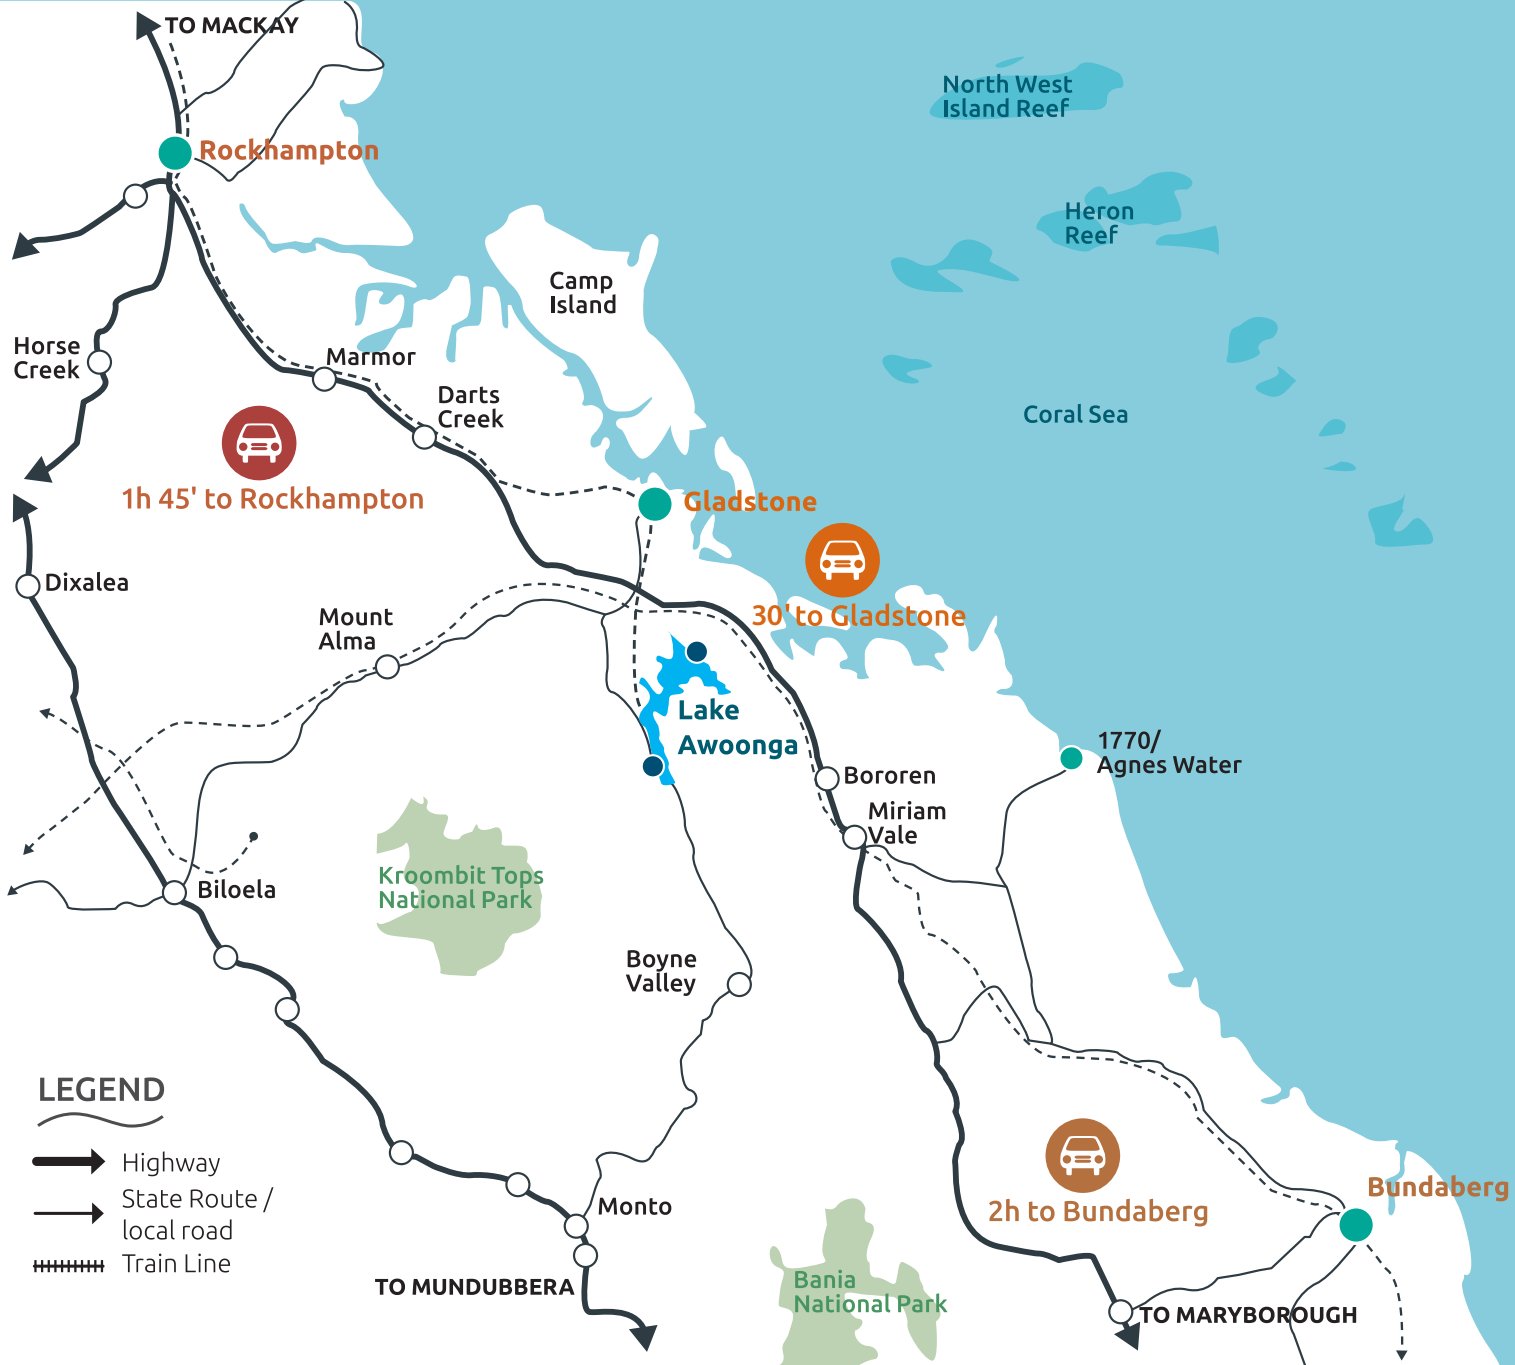 TO MACKAY
North West
Island Reef
Rockhampton
Heron
Reef
Camp
Island
Horse
Creek
Marmor
Darts
Creek
Coral Sea
1h 45' to Rockhampton
Gladstone
Dixalea
Mount
Alma
30' to Gladstone
Lake
Awoonga
1770/
Agnes Water
Bororen
Miriam
Vale
Kroombit Tops
National Park
Biloela
Boyne
Valley
LEGEND
Highway
State Route /
local road
Train Line
Monto
TO MUNDUBBERA
2h to Bundaberg
Bundaberg
Bania
National Park
TO MARYBOROUGH